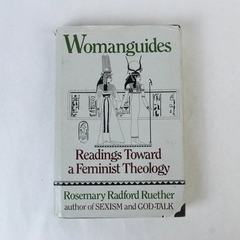 Womanguides
Readings Toward
a Feminist Theology
Rosemary Radford Ruether
author of SEXISM and GOD-TALK